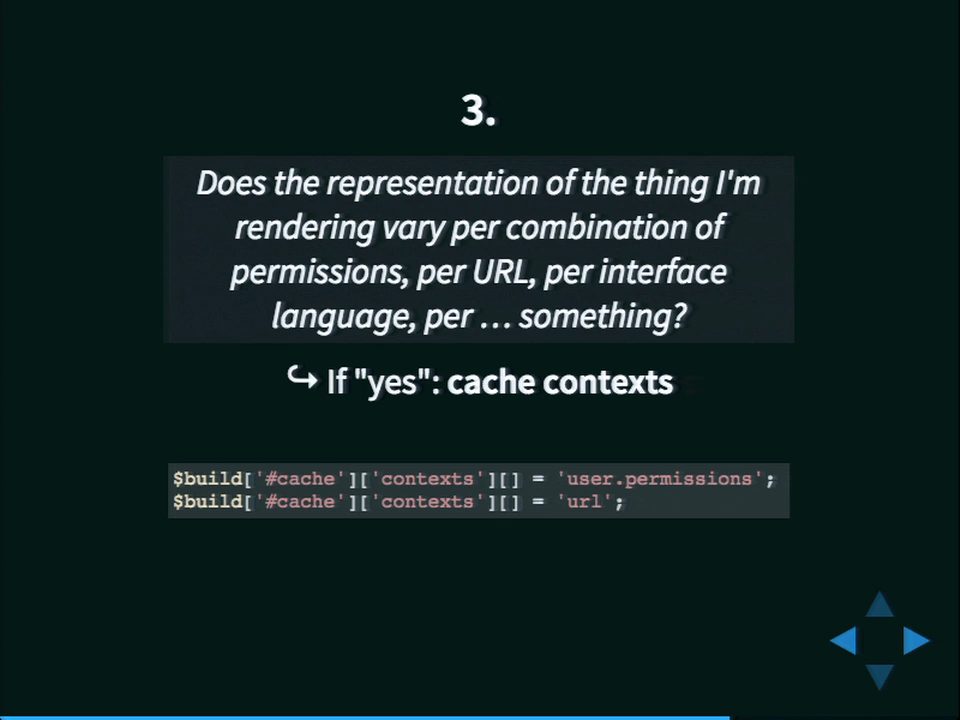 3.
Does the representation of the thing I'm
rendering vary per combination of
permissions, per URL, per interface
language, per … something?
↪ If "yes": cache contexts
$build['#cache']['contexts'][] = 'user.permissions';
$build['#cache']['contexts'][] = 'url';